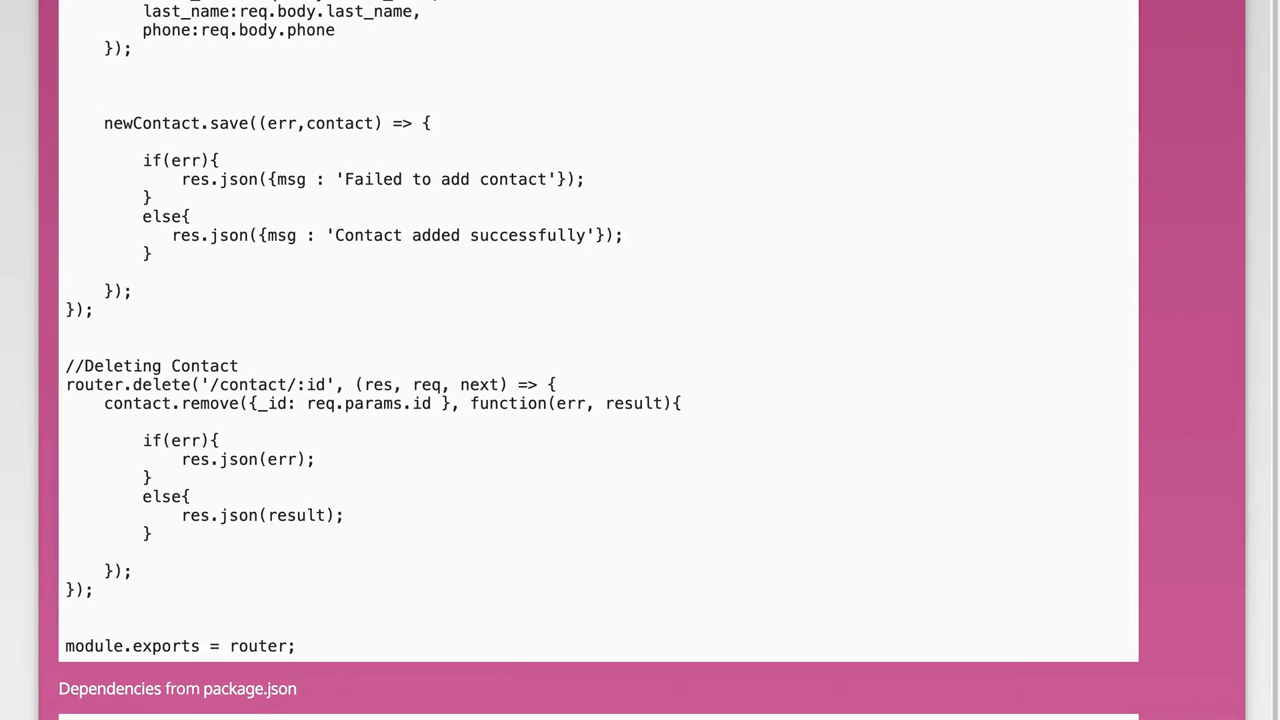 last_name:req.body.last_name,
phone:req.body.phone
});
newContact.save((err,contact) => {
if(err){
res.json({msg : 'Failed to add contact'});
}
else{
res.json({msg : 'Contact added successfully'});
}
});
});
//Deleting Contact
router.delete('/contact/:id', (res, req, next) => {
contact.remove({_id: req.params.id }, function(err, result){
if(err){
res.json(err);
}
else{
res.json(result);
}
});
});
module.exports = router;
Dependencies from package.json